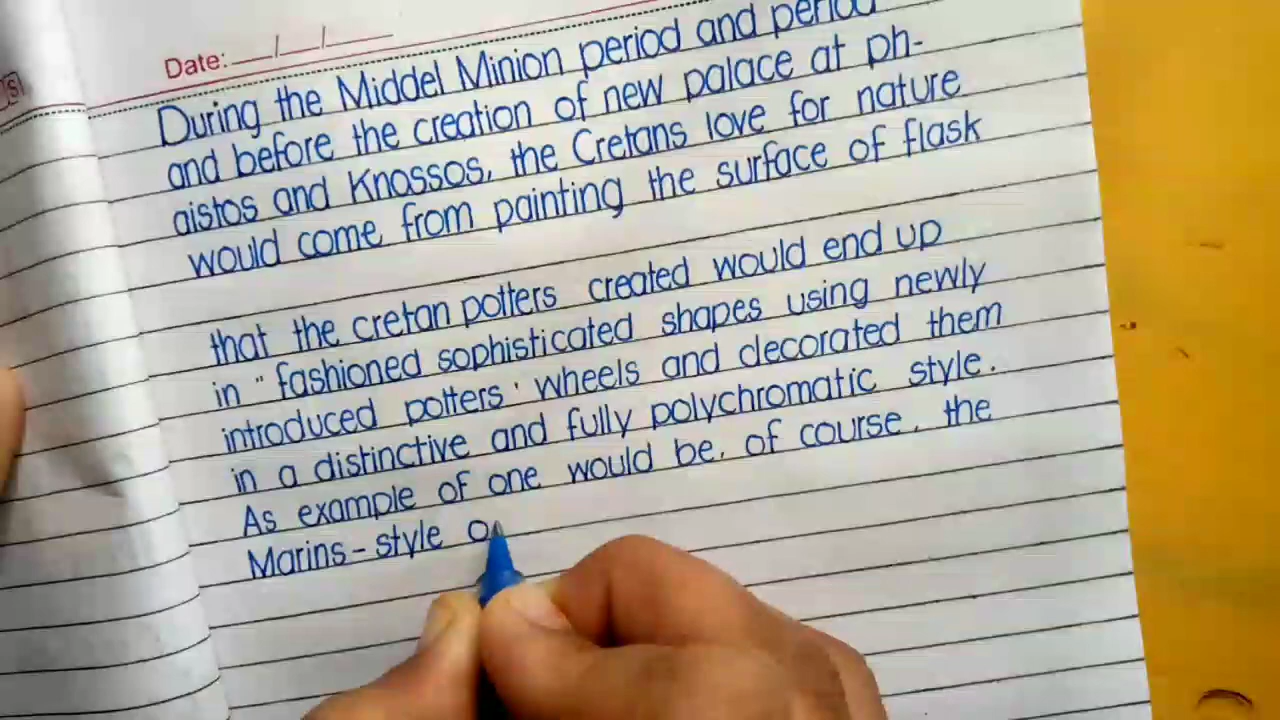 Date: __/__/____
During the Middel Minion period and period
and before the creation of new palace at ph-
aistos and Knossos, the Cretans love for nature
would come from painting the surface of flask
that the cretan potters created would end up
in " fashioned sophisticated shapes using newly
introduced potters ' wheels and decorated them
in a distinctive and fully polychromatic style.
As example of one would be, of course, the
Marins - style